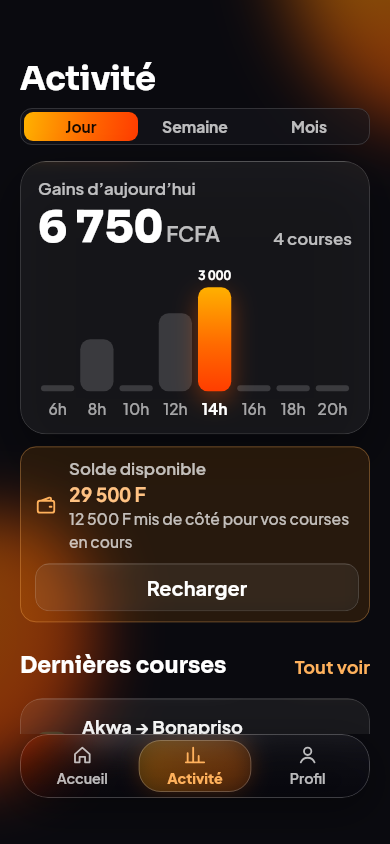 Activité
Jour Semaine Mois
Gains d’aujourd’hui
6 750 FCFA 4 courses
3 000
6h 8h 10h 12h 14h 16h 18h 20h
Solde disponible
29 500 F
12 500 F mis de côté pour vos courses
en cours
Recharger
Dernières courses Tout voir
Akwa → Bonapriso
Accueil Activité Profil